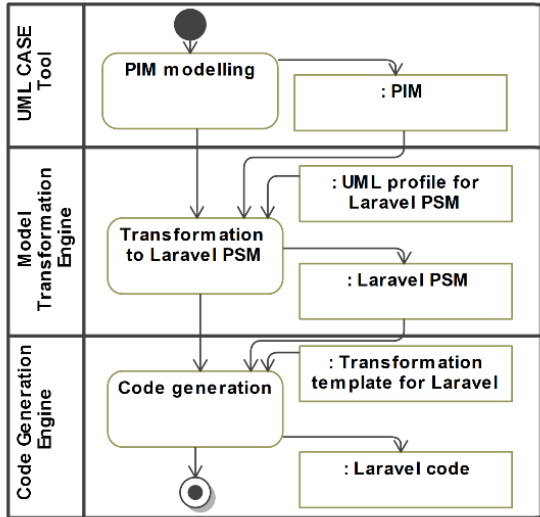 UML CASE
Tool
PIM modelling
: PIM
Model
Transformation
Engine
: UML profile for
Laravel PSM
Transformation
to Laravel PSM
: Laravel PSM
Code Generation
Engine
: Transformation
template for Laravel
Code generation
: Laravel code